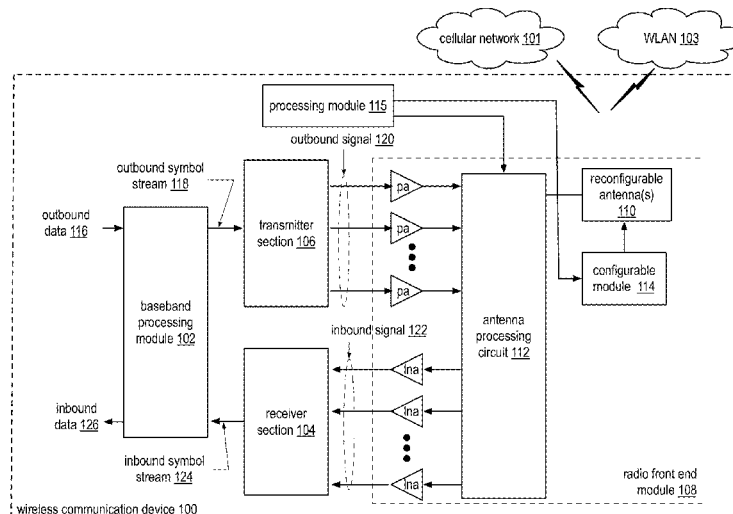 cellular network 101
WLAN 103
processing module 115
outbound signal 120
outbound symbol
stream 118
outbound
data 116
transmitter
section 106
pa
pa
pa
reconfigurable
antenna(s)
110
configurable
module 114
baseband
processing
module 102
inbound signal 122
antenna
processing
circuit 112
lna
lna
lna
inbound
data 126
receiver
section 104
inbound symbol
stream 124
radio front end
module 108
wireless communication device 100